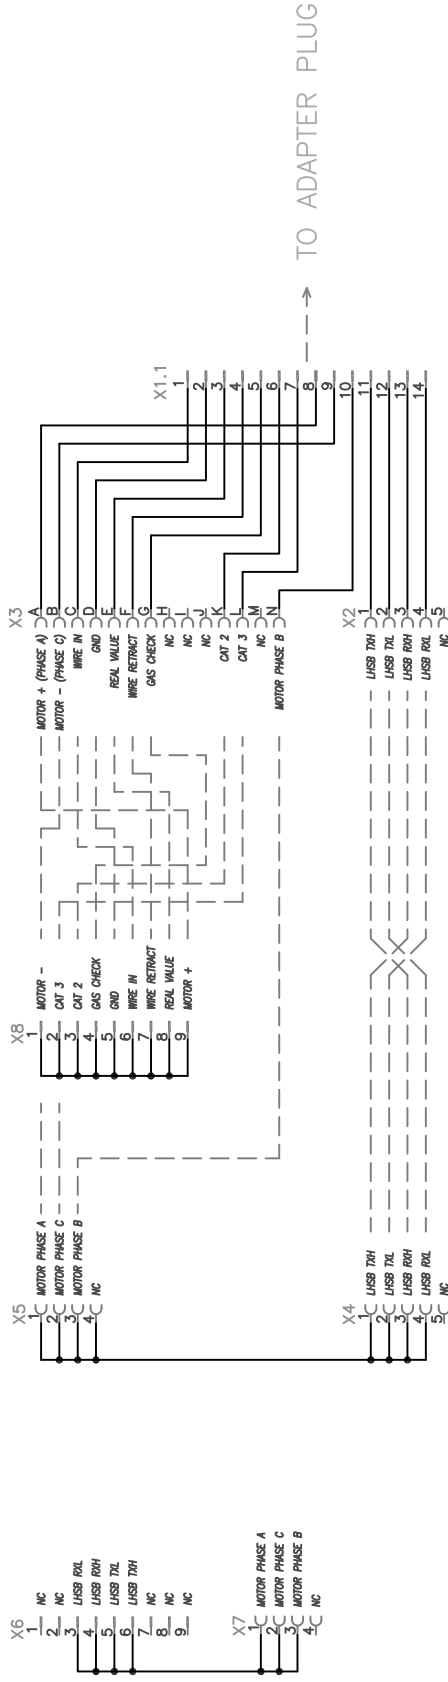 TO ADAPTER PLUG
X3
A MOTOR + (PHASE A)
B MOTOR - (PHASE C)
C WIRE IN
D GND
E REAL VALUE
F WIRE RETRACT
G GAS CHECK
H NC
I NC
J NC
K CAT 2
L CAT 3
M NC
N MOTOR PHASE B
X1.1
1
2
3
4
5
6
7
8
9
10
11
12
13
14
X2
1 LHSB TXH
2 LHSB TXL
3 LHSB RXH
4 LHSB RXL
5 NC
X8
1 MOTOR -
2 CAT 3
3 CAT 2
4 GAS CHECK
5 GND
6 WIRE IN
7 WIRE RETRACT
8 REAL VALUE
9 MOTOR +
X5
1 MOTOR PHASE A
2 MOTOR PHASE C
3 MOTOR PHASE B
4 NC
X4
1 LHSB TXH
2 LHSB TXL
3 LHSB RXH
4 LHSB RXL
5 NC
X6
1 NC
2 NC
3 LHSB RXL
4 LHSB RXH
5 LHSB TXL
6 LHSB TXH
7 NC
8 NC
9 NC
X7
1 MOTOR PHASE A
2 MOTOR PHASE C
3 MOTOR PHASE B
4 NC